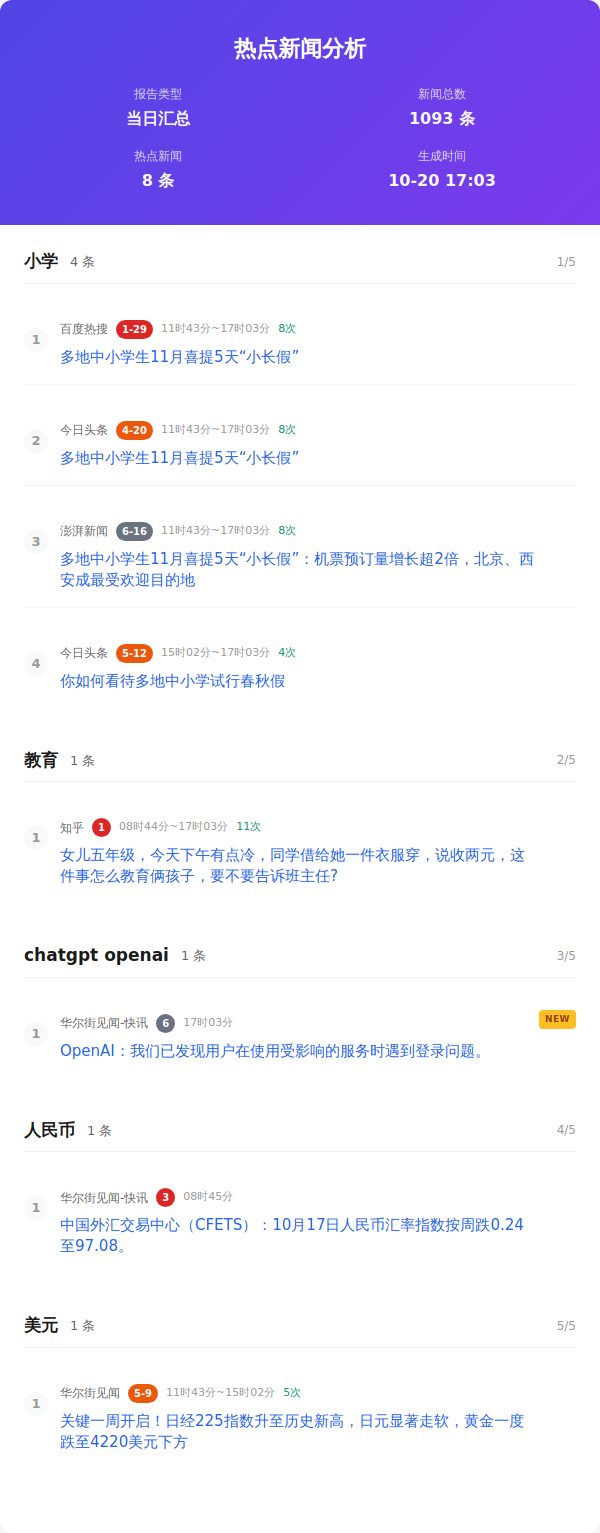 热点新闻分析
报告类型
新闻总数
当日汇总
1093 条
热点新闻
生成时间
8 条
10-20 17:03
小学 4 条 1/5
1
百度热搜 1-29 11时43分~17时03分 8次
多地中小学生11月喜提5天“小长假”
2
今日头条 4-20 11时43分~17时03分 8次
多地中小学生11月喜提5天“小长假”
3
澎湃新闻 6-16 11时43分~17时03分 8次
多地中小学生11月喜提5天“小长假”：机票预订量增长超2倍，北京、西
安成最受欢迎目的地
4
今日头条 5-12 15时02分~17时03分 4次
你如何看待多地中小学试行春秋假
教育 1 条 2/5
1
知乎 1 08时44分~17时03分 11次
女儿五年级，今天下午有点冷，同学借给她一件衣服穿，说收两元，这
件事怎么教育俩孩子，要不要告诉班主任?
chatgpt openai 1 条 3/5
1
华尔街见闻-快讯 6 17时03分 NEW
OpenAI：我们已发现用户在使用受影响的服务时遇到登录问题。
人民币 1 条 4/5
1
华尔街见闻-快讯 3 08时45分
中国外汇交易中心（CFETS）：10月17日人民币汇率指数按周跌0.24
至97.08。
美元 1 条 5/5
1
华尔街见闻 5-9 11时43分~15时02分 5次
关键一周开启！日经225指数升至历史新高，日元显著走软，黄金一度
跌至4220美元下方